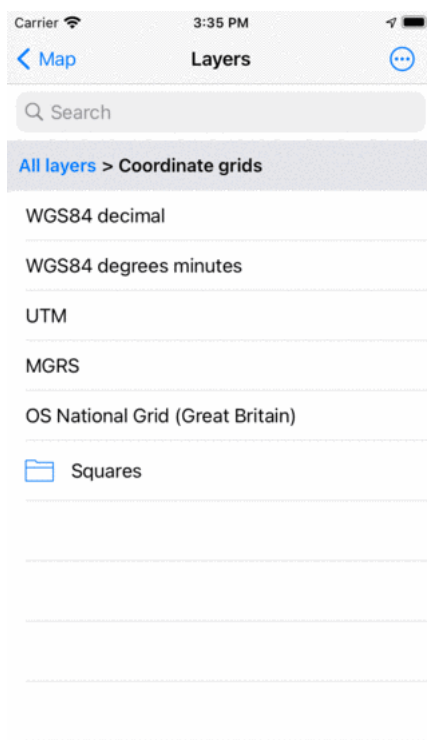 Carrier 3:35 PM
Map Layers
Search
All layers > Coordinate grids
WGS84 decimal
WGS84 degrees minutes
UTM
MGRS
OS National Grid (Great Britain)
Squares